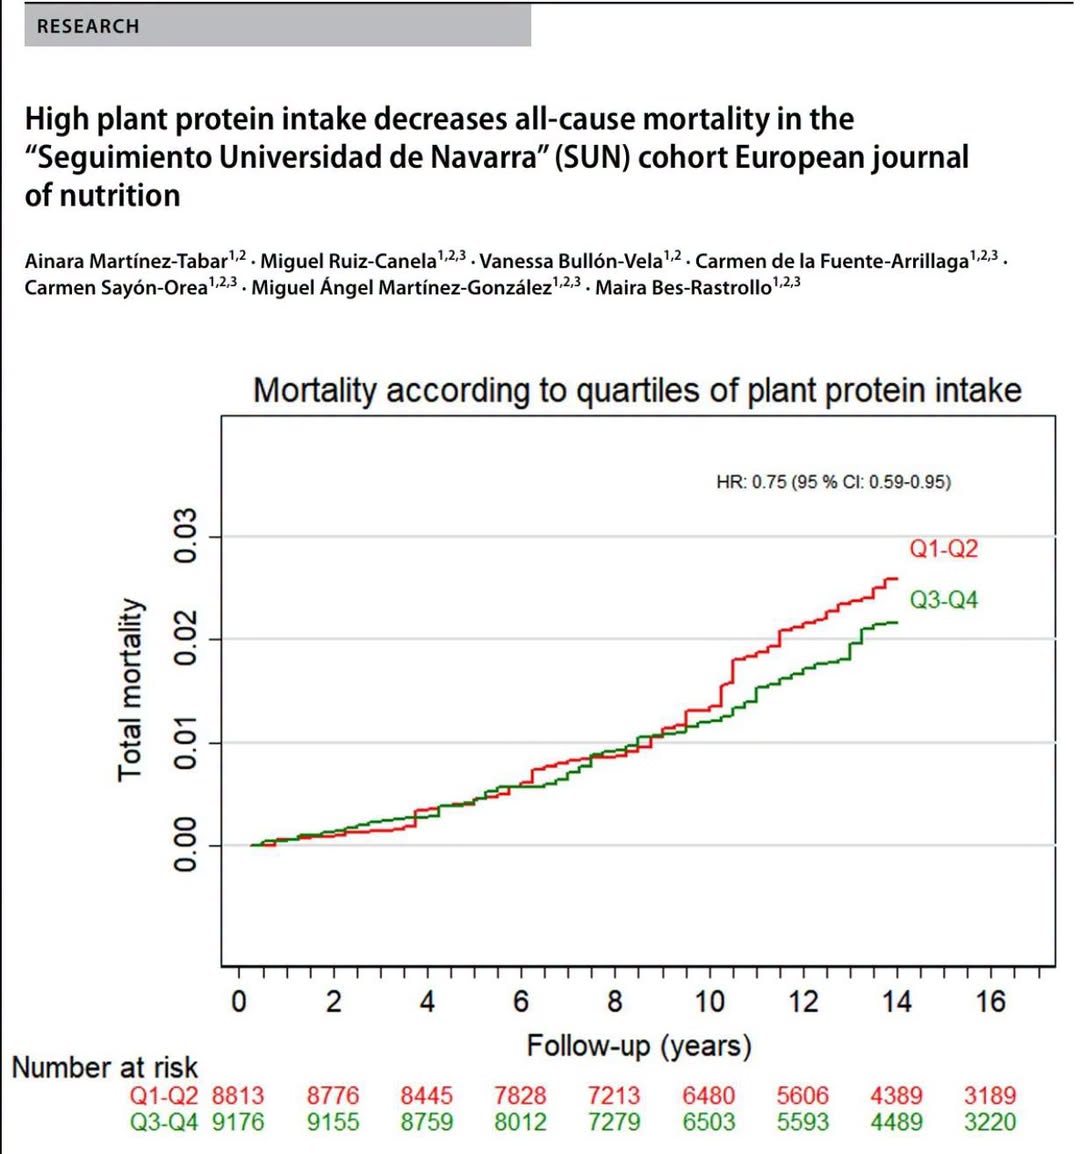 RESEARCH
High plant protein intake decreases all-cause mortality in the
“Seguimiento Universidad de Navarra” (SUN) cohort European journal
of nutrition
Ainara Martínez-Tabar1,2 · Miguel Ruiz-Canela1,2,3 · Vanessa Bullón-Vela1,2 · Carmen de la Fuente-Arrillaga1,2,3 ·
Carmen Sayón-Orea1,2,3 · Miguel Ángel Martínez-González1,2,3 · Maira Bes-Rastrollo1,2,3
Mortality according to quartiles of plant protein intake
HR: 0.75 (95 % CI: 0.59-0.95)
0.03
Q1-Q2
Q3-Q4
0.02
Total mortality
0.01
0.00
0 2 4 6 8 10 12 14 16
Follow-up (years)
Number at risk
Q1-Q2 8813 8776 8445 7828 7213 6480 5606 4389 3189
Q3-Q4 9176 9155 8759 8012 7279 6503 5593 4489 3220